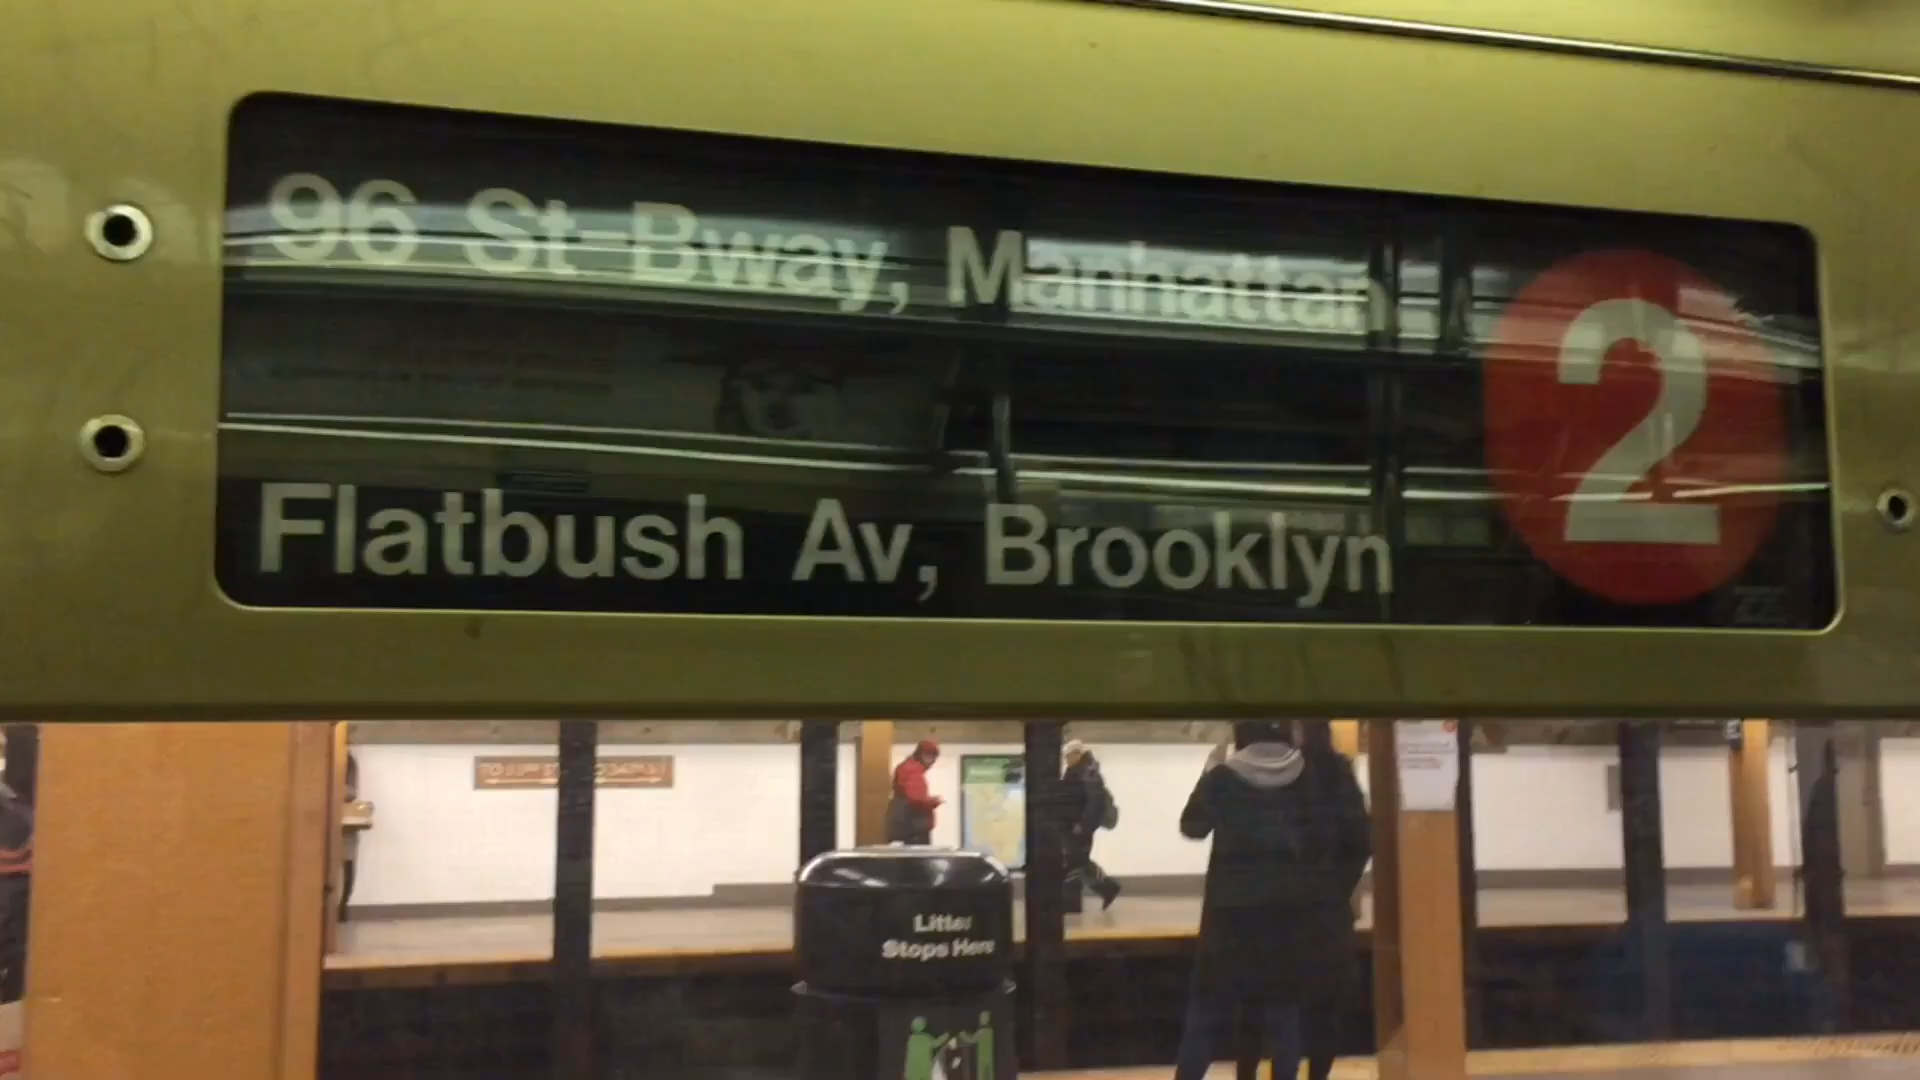 96 St-Bway, Manhattan
2
Flatbush Av, Brooklyn
Litter
Stops Here